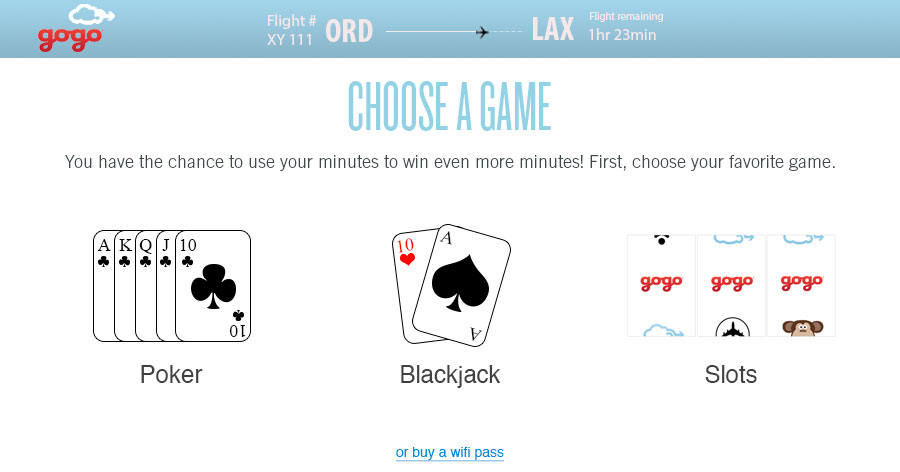 gogo
Flight #
XY 111
ORD
LAX
Flight remaining
1hr 23min
CHOOSE A GAME
You have the chance to use your minutes to win even more minutes! First, choose your favorite game.
A K Q J 10
10
10
A
A
gogo gogo gogo
Poker
Blackjack
Slots
or buy a wifi pass